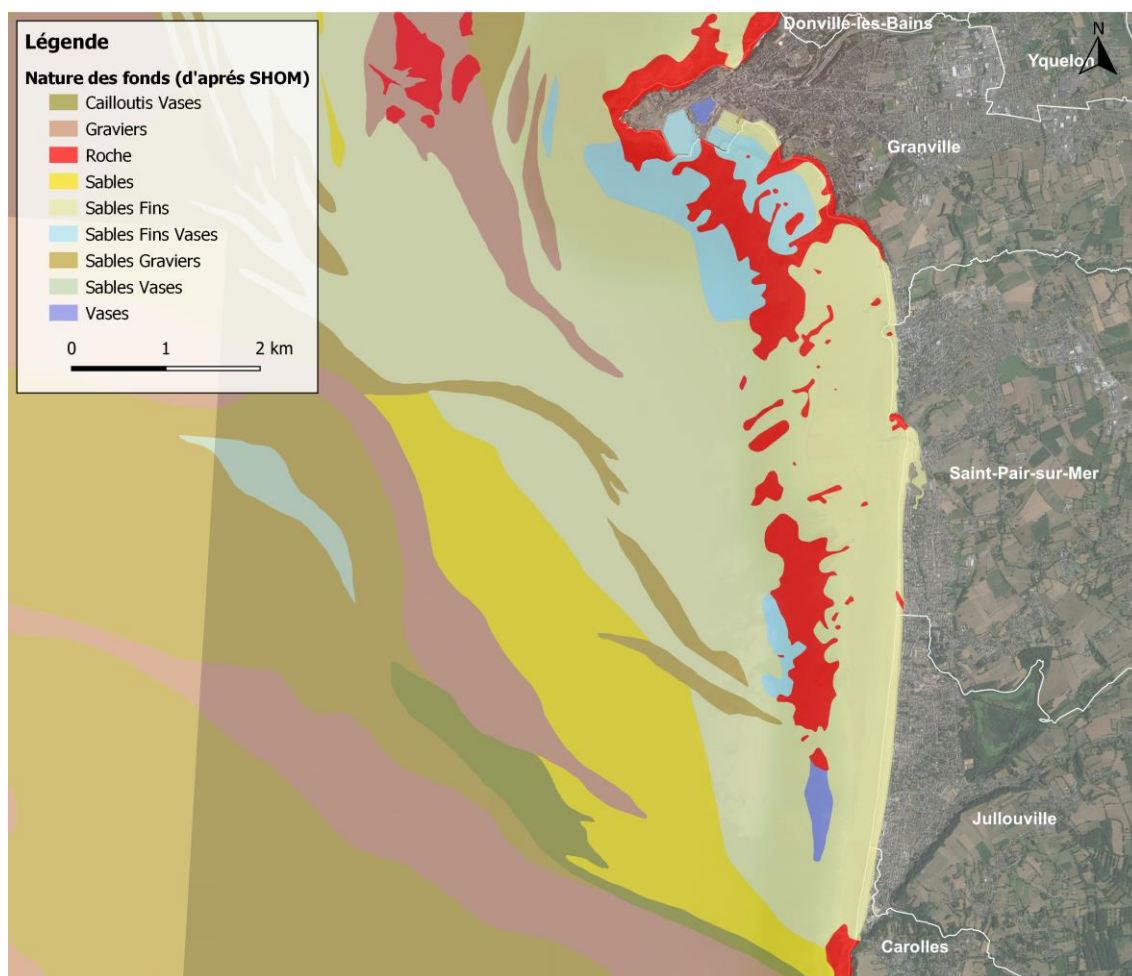 Légende
Nature des fonds (d'aprés SHOM)
Cailloutis Vases
Graviers
Roche
Sables
Sables Fins
Sables Fins Vases
Sables Graviers
Sables Vases
Vases
0 1 2 km
Donville-les-Bains
N
Yquelon
Granville
Saint-Pair-sur-Mer
Jullouville
Carolles